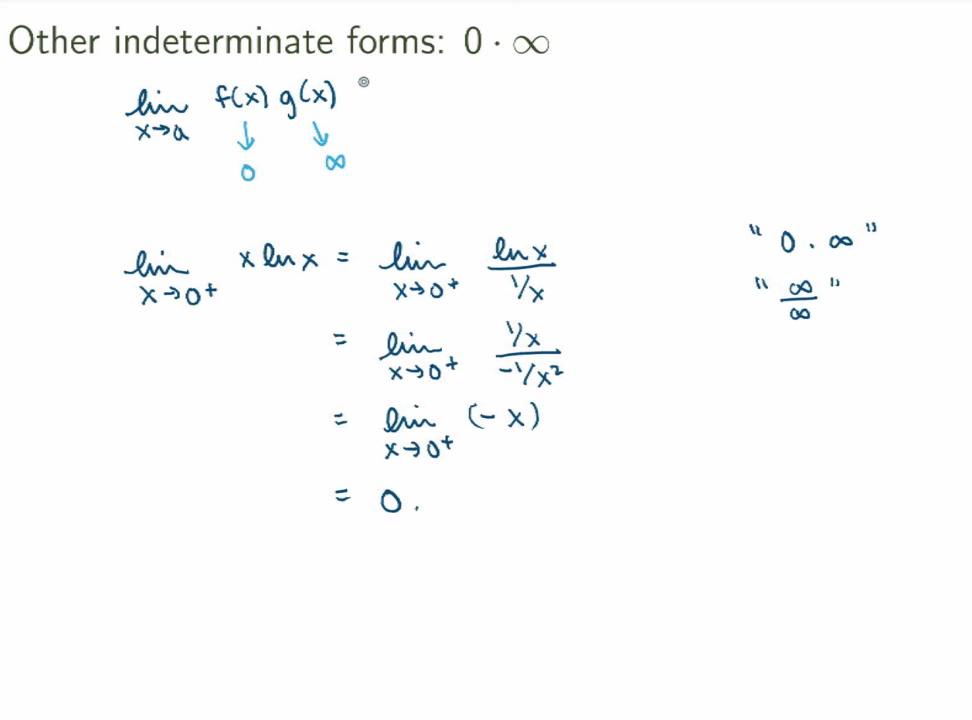 Other indeterminate forms: 0 · ∞
lim x→a f(x) g(x)
↓ ↓
0 ∞
lim x→0⁺ x ln x = lim x→0⁺ ln x / (1/x)
" 0 · ∞ "
" ∞/∞ "
= lim x→0⁺ (1/x) / (-1/x²)
= lim x→0⁺ (- x)
= 0 .